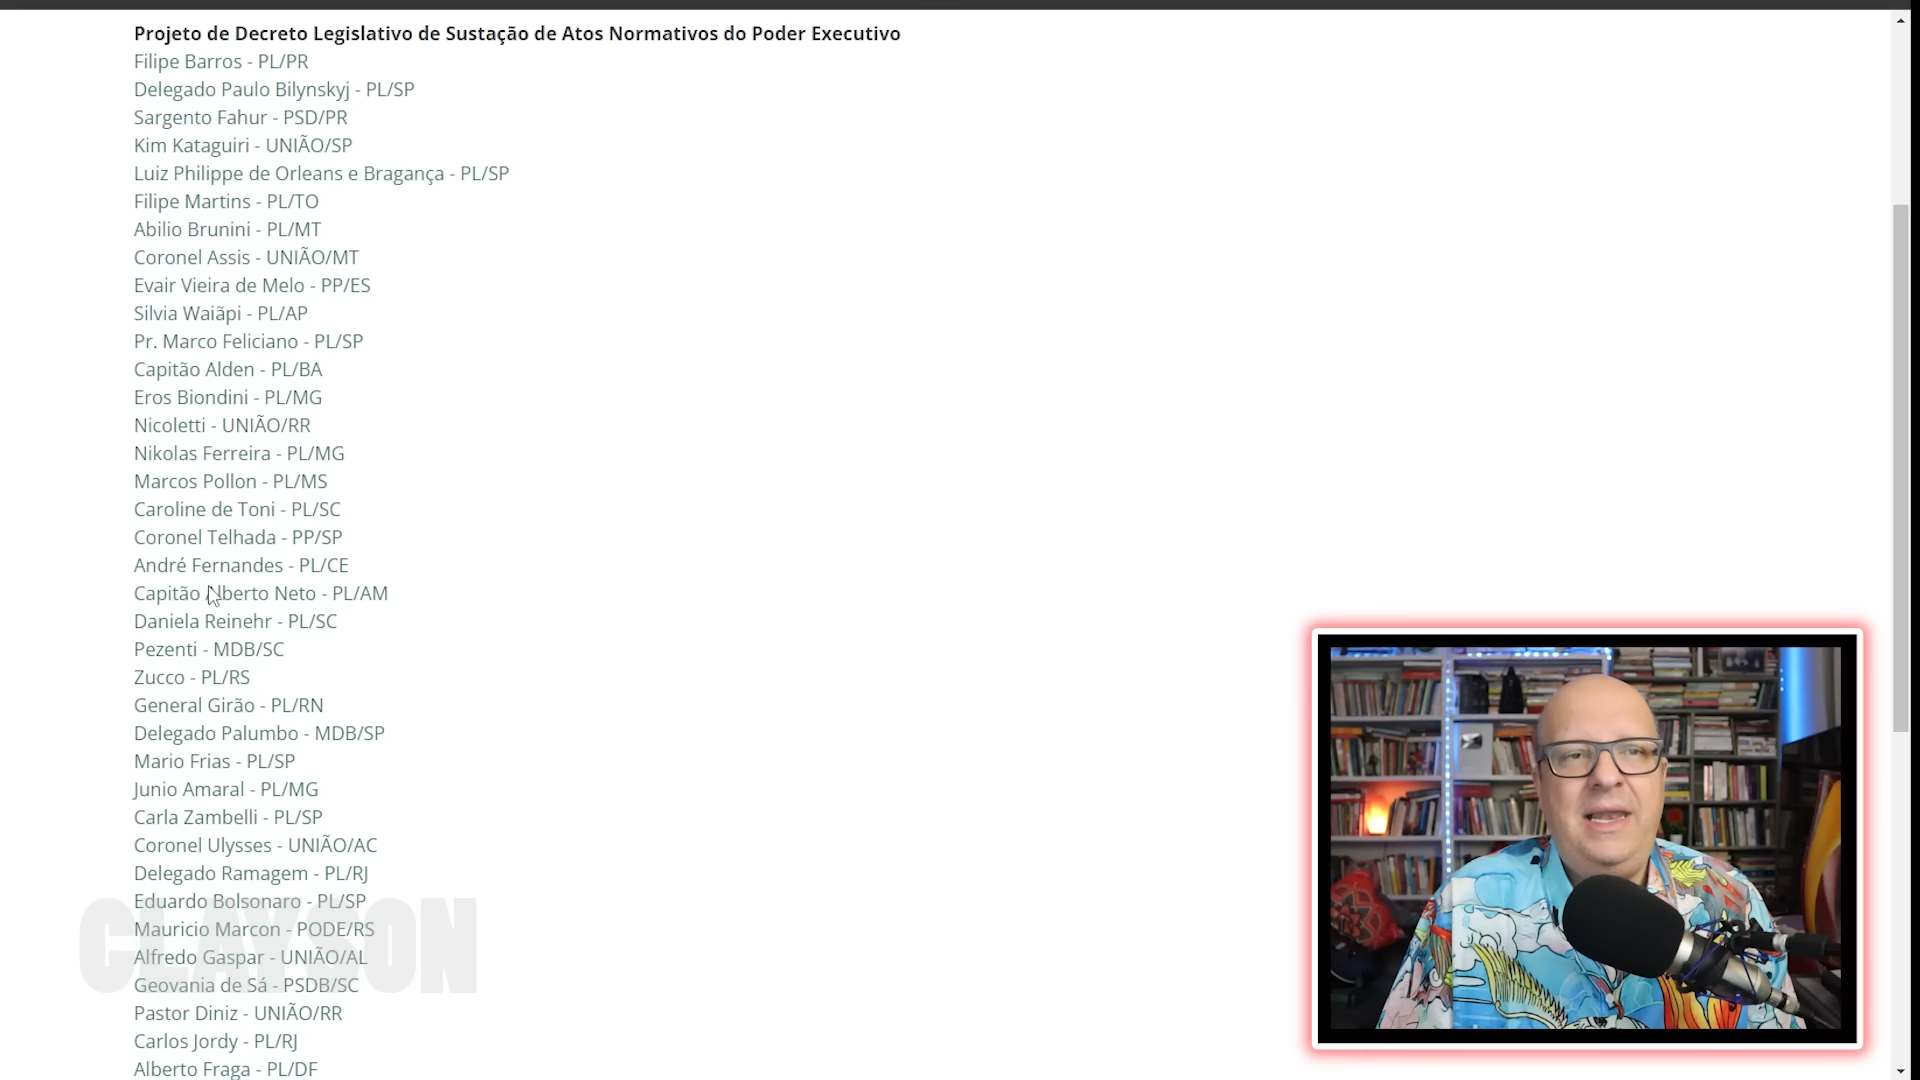 Projeto de Decreto Legislativo de Sustação de Atos Normativos do Poder Executivo
Filipe Barros - PL/PR
Delegado Paulo Bilynskyj - PL/SP
Sargento Fahur - PSD/PR
Kim Kataguiri - UNIÃO/SP
Luiz Philippe de Orleans e Bragança - PL/SP
Filipe Martins - PL/TO
Abilio Brunini - PL/MT
Coronel Assis - UNIÃO/MT
Evair Vieira de Melo - PP/ES
Silvia Waiãpi - PL/AP
Pr. Marco Feliciano - PL/SP
Capitão Alden - PL/BA
Eros Biondini - PL/MG
Nicoletti - UNIÃO/RR
Nikolas Ferreira - PL/MG
Marcos Pollon - PL/MS
Caroline de Toni - PL/SC
Coronel Telhada - PP/SP
André Fernandes - PL/CE
Capitão Alberto Neto - PL/AM
Daniela Reinehr - PL/SC
Pezenti - MDB/SC
Zucco - PL/RS
General Girão - PL/RN
Delegado Palumbo - MDB/SP
Mario Frias - PL/SP
Junio Amaral - PL/MG
Carla Zambelli - PL/SP
Coronel Ulysses - UNIÃO/AC
Delegado Ramagem - PL/RJ
Eduardo Bolsonaro - PL/SP
Mauricio Marcon - PODE/RS
CLAYSON
Alfredo Gaspar - UNIÃO/AL
Geovania de Sá - PSDB/SC
Pastor Diniz - UNIÃO/RR
Carlos Jordy - PL/RJ
Alberto Fraga - PL/DF